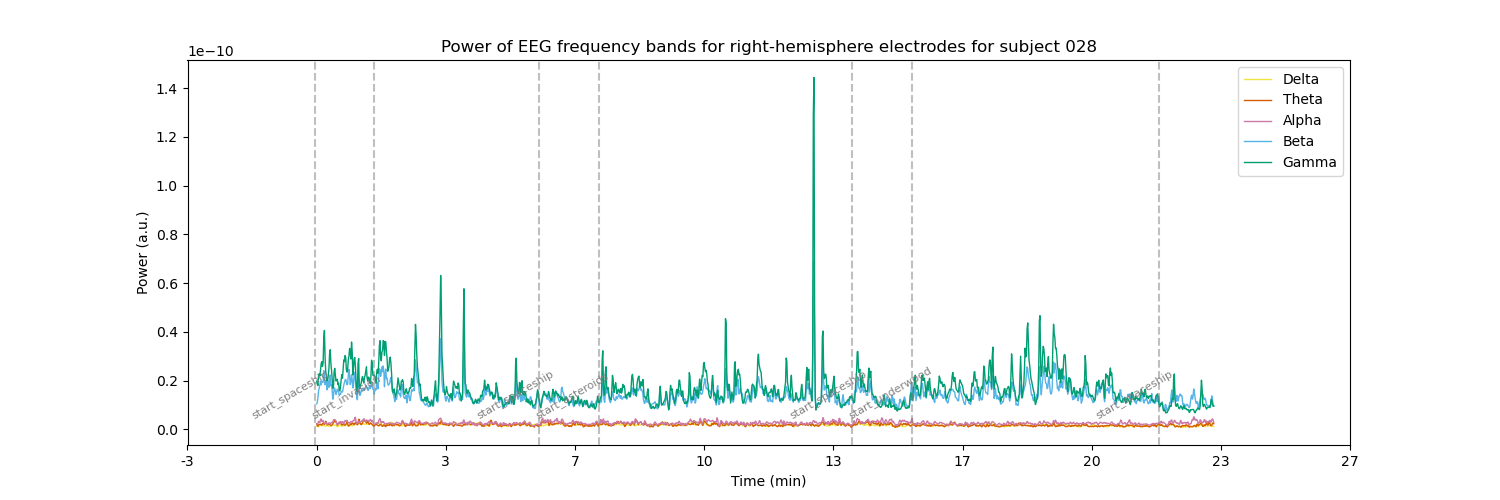 Power of EEG frequency bands for right-hemisphere electrodes for subject 028
1e−10
Power (a.u.)
1.4
1.2
1.0
0.8
0.6
0.4
0.2
0.0
Delta
Theta
Alpha
Beta
Gamma
start_spaceship
start_spaceship
start_asteroid
start_spaceship
start_underwood
start_spaceship
-3
0
3
7
10
13
17
20
23
27
Time (min)